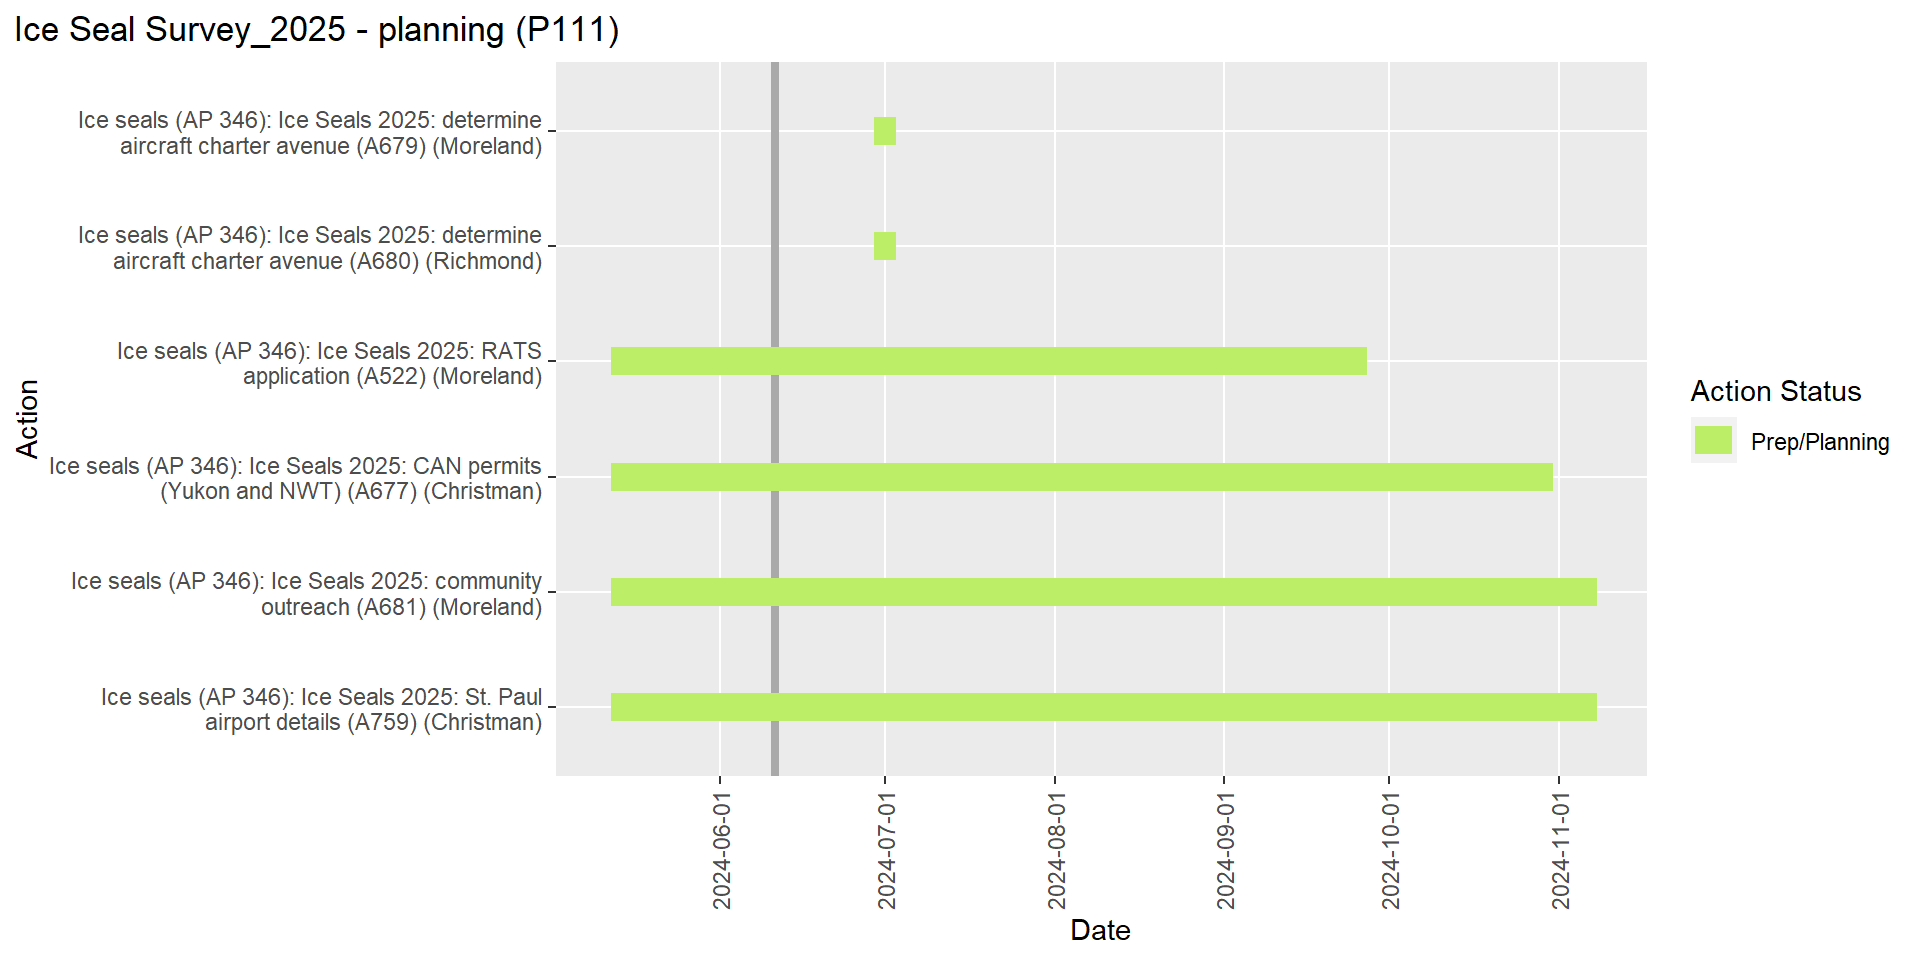 Ice Seal Survey_2025 - planning (P111)
Ice seals (AP 346): Ice Seals 2025: determine
aircraft charter avenue (A679) (Moreland)
Ice seals (AP 346): Ice Seals 2025: determine
aircraft charter avenue (A680) (Richmond)
Ice seals (AP 346): Ice Seals 2025: RATS
application (A522) (Moreland)
Ice seals (AP 346): Ice Seals 2025: CAN permits
(Yukon and NWT) (A677) (Christman)
Ice seals (AP 346): Ice Seals 2025: community
outreach (A681) (Moreland)
Ice seals (AP 346): Ice Seals 2025: St. Paul
airport details (A759) (Christman)
Action
2024-06-01
2024-07-01
2024-08-01
2024-09-01
2024-10-01
2024-11-01
Date
Action Status
Prep/Planning